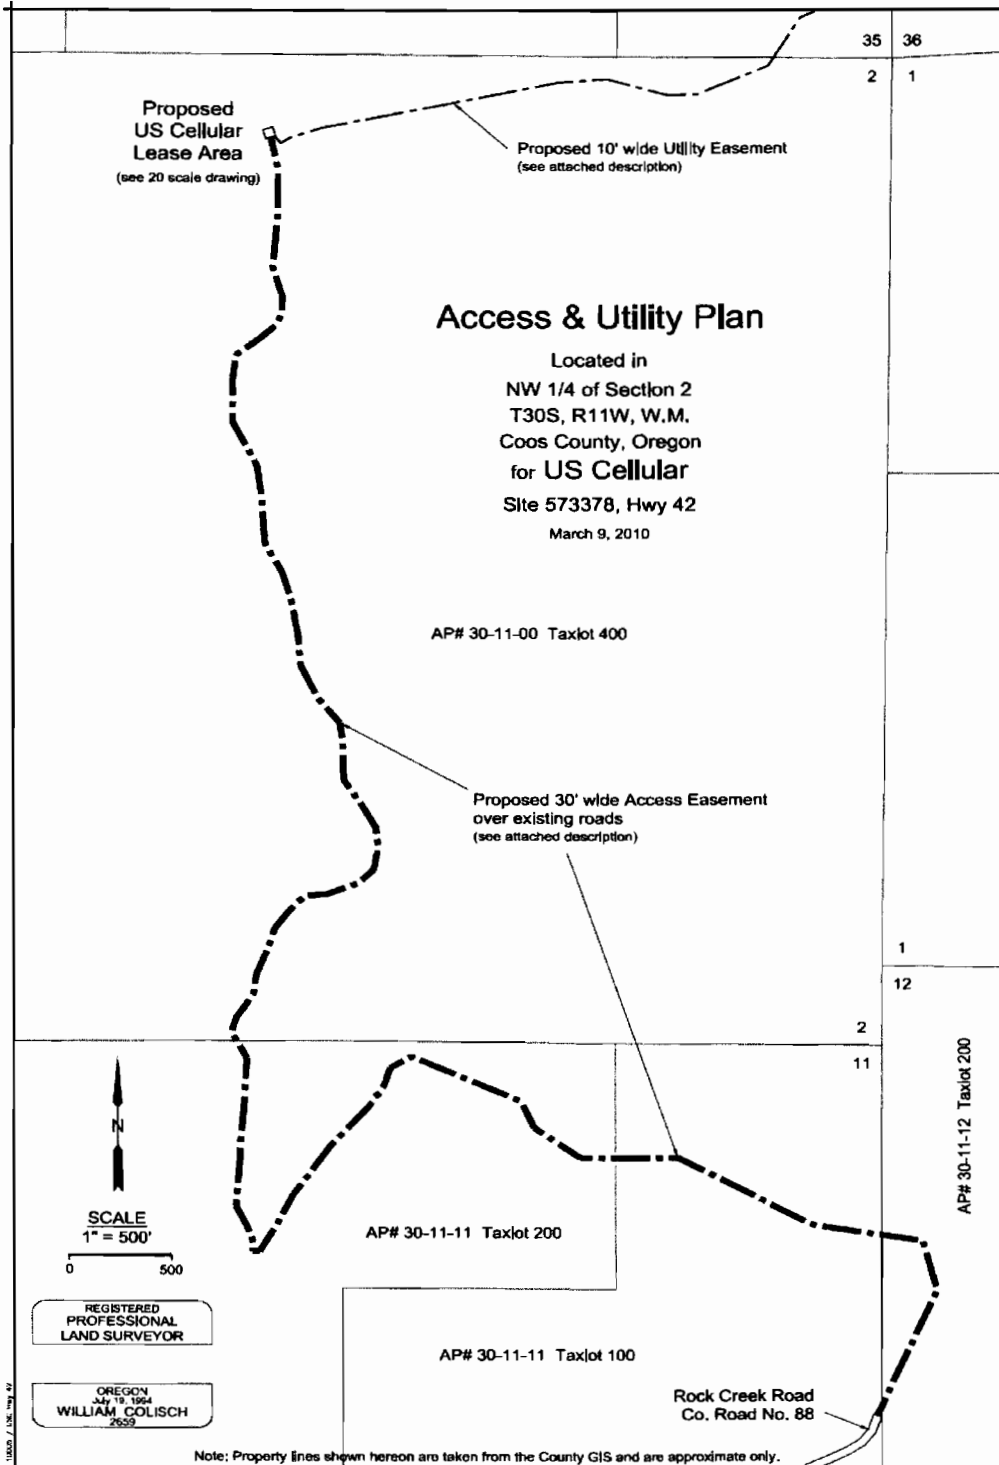 35 36
2 1
Proposed
US Cellular
Lease Area
(see 20 scale drawing)
Proposed 10' wide Utility Easement
(see attached description)
Access & Utility Plan
Located in
NW 1/4 of Section 2
T30S, R11W, W.M.
Coos County, Oregon
for US Cellular
Site 573378, Hwy 42
March 9, 2010
AP# 30-11-00 Taxlot 400
Proposed 30' wide Access Easement
over existing roads
(see attached description)
1
12
2
11
AP# 30-11-12 Taxlot 200
N
SCALE
1" = 500'
0 500
AP# 30-11-11 Taxlot 200
REGISTERED
PROFESSIONAL
LAND SURVEYOR
AP# 30-11-11 Taxlot 100
OREGON
July 19, 1994
WILLIAM COLISCH
2659
Rock Creek Road
Co. Road No. 88
Note: Property lines shown hereon are taken from the County GIS and are approximate only.